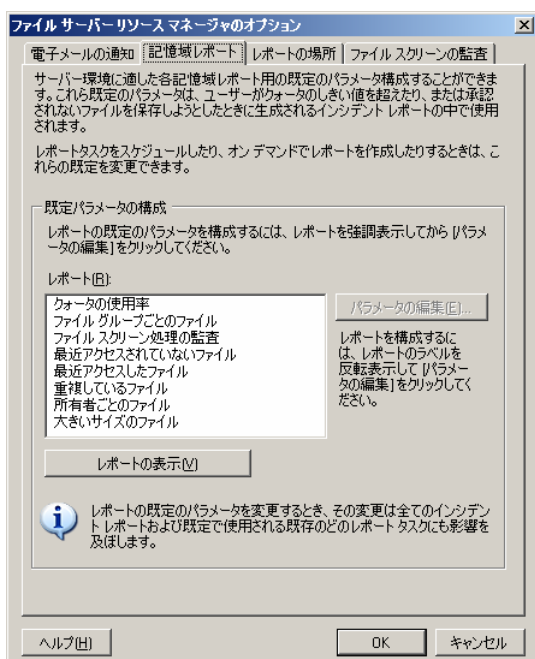 ファイル サーバー リソース マネージャのオプション
電子メールの通知 記憶域レポート レポートの場所 ファイル スクリーンの監査
サーバー環境に適した各記憶域レポート用の既定のパラメータ構成することができま
す。これら既定のパラメタは、ユーザーがクォータのしきい値を超えたり、または承認
されないファイルを保存しようとしたときに生成されるインシデント レポートの中で使用
されます。
レポートタスクをスケジュールしたり、オン デマンドでレポートを作成したりするときは、こ
れらの既定を変更できます。
既定パラメータの構成
レポートの既定のパラメータを構成するには、レポートを強調表示してから [パラメ
ータの編集] をクリックしてください。
レポート(R):
クォータの使用率
ファイル グループごとのファイル
ファイル スクリーン処理の監査
最近アクセスされていないファイル
最近アクセスしたファイル
重複しているファイル
所有者ごとのファイル
大きいサイズのファイル
パラメータの編集(E)...
レポートを構成するに
は、レポートのラベルを
反転表示して [パラメー
タの編集] をクリックしてく
ださい。
レポートの表示(V)
レポートの既定のパラメータを変更するとき、その変更は全てのインシデン
ト レポートおよび既定で使用される既存のどのレポート タスクにも影響を
及ぼします。
ヘルプ(H) OK キャンセル